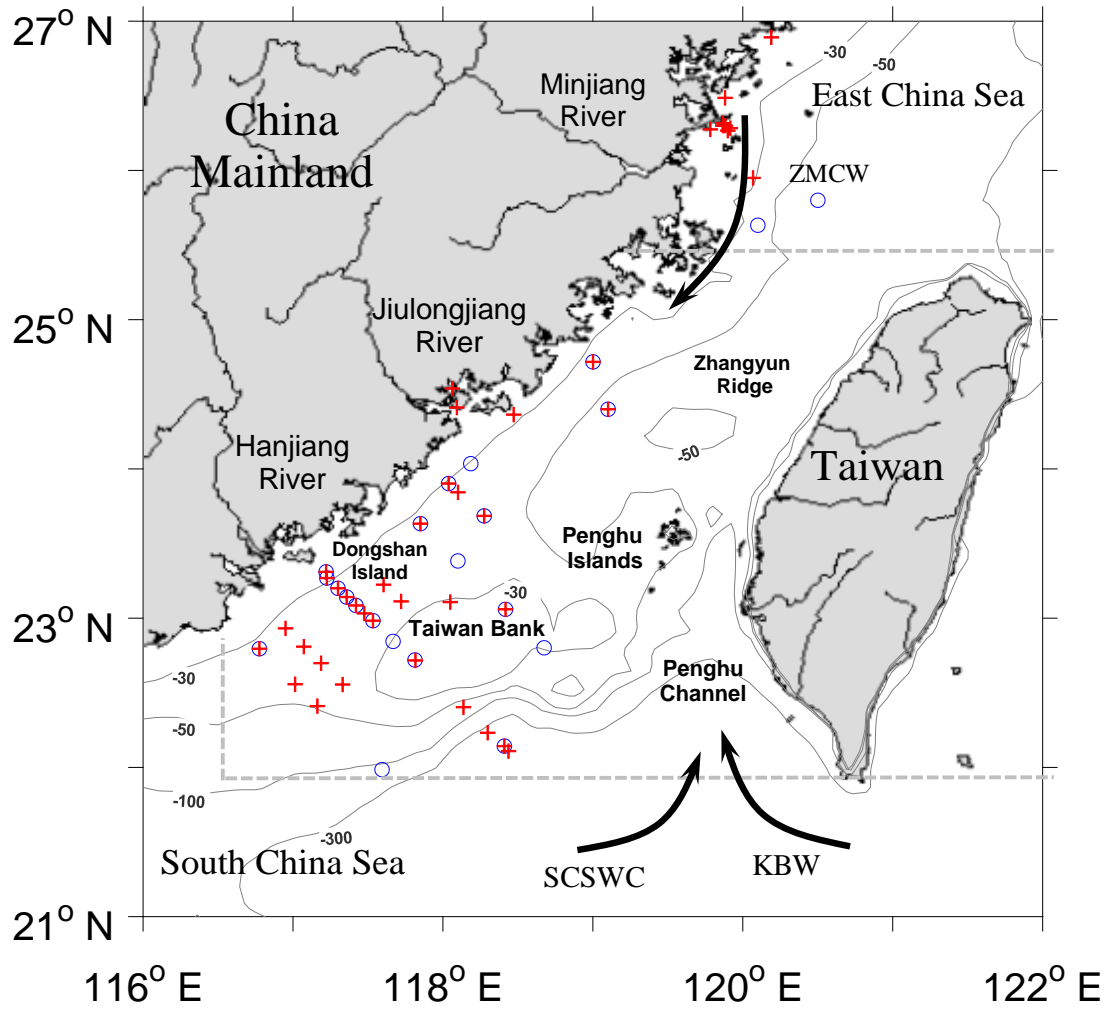 27° N
-30
-50
Minjiang
River
East China Sea
China
Mainland
ZMCW
25° N
Jiulongjiang
River
Zhangyun
Ridge
-50
Hanjiang
River
Taiwan
Penghu
Islands
Dongshan
Island
-30
23° N
Taiwan Bank
Penghu
Channel
-30
-50
-100
-300
South China Sea
SCSWC
KBW
21° N
116° E
118° E
120° E
122° E